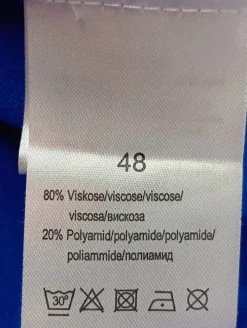 48
80% Viskose/viscose/viscose/
viscosa/вискоза
20% Polyamid/polyamide/polyamide/
poliammide/полиамид
30°